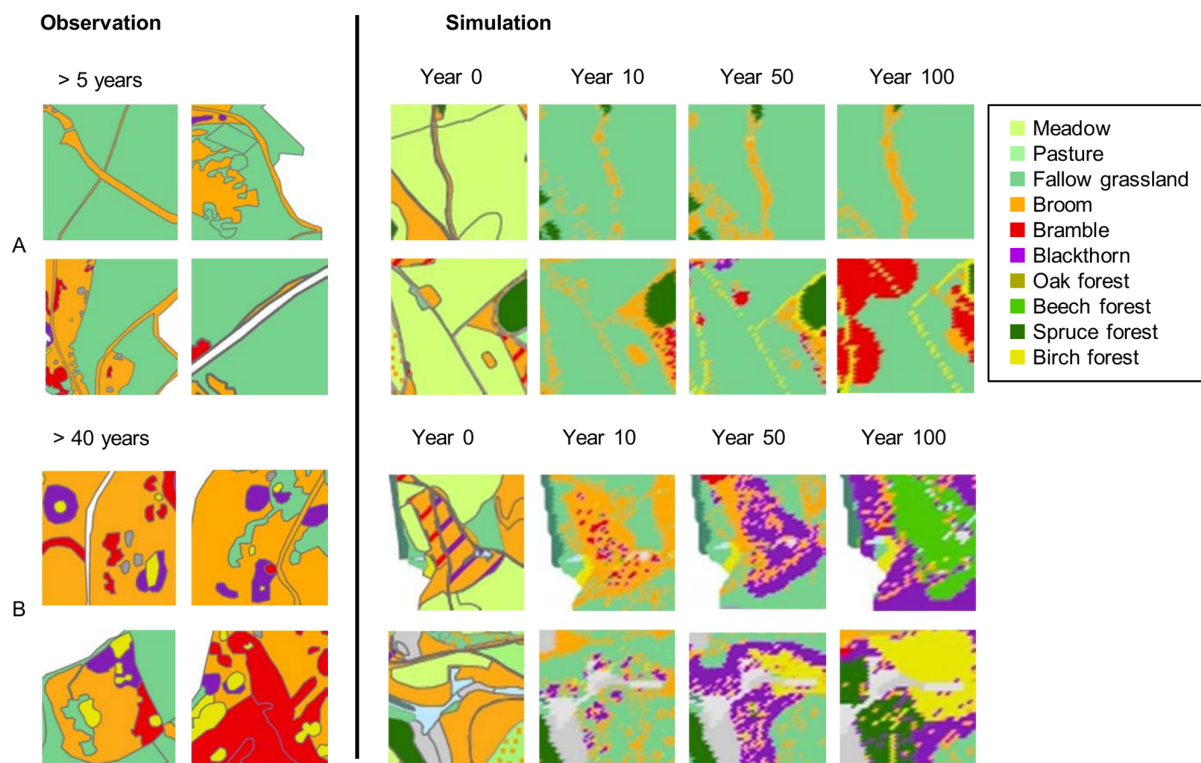 Observation
Simulation
> 5 years
Year 0
Year 10
Year 50
Year 100
Meadow
Pasture
Fallow grassland
Broom
Bramble
Blackthorn
Oak forest
Beech forest
Spruce forest
Birch forest
A
> 40 years
Year 0
Year 10
Year 50
Year 100
B